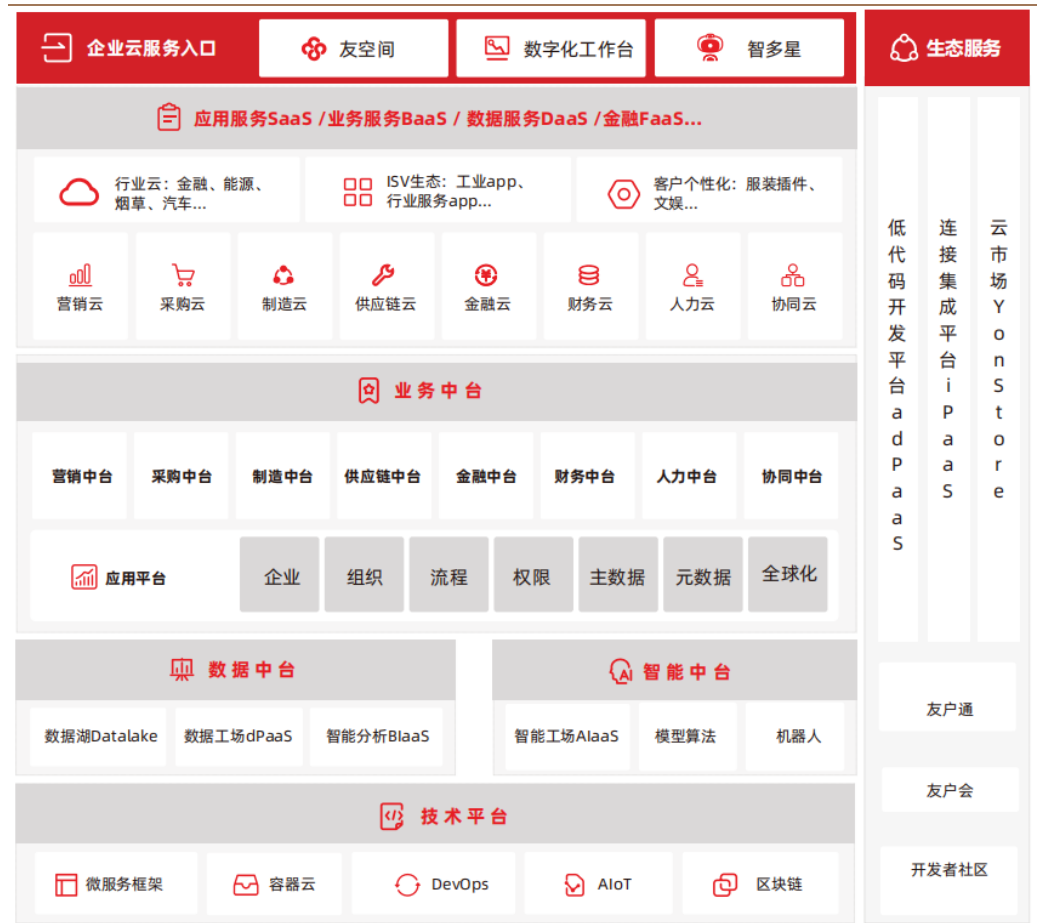 企业云服务入口
友空间
数字化工作台
智多星
应用服务SaaS /业务服务BaaS / 数据服务DaaS /金融FaaS...
行业云：金融、能源、
烟草、汽车...
ISV生态：工业app、
行业服务app...
客户个性化：服装插件、
文娱...
营销云
采购云
制造云
供应链云
金融云
财务云
人力云
协同云
业务中台
营销中台
采购中台
制造中台
供应链中台
金融中台
财务中台
人力中台
协同中台
应用平台
企业
组织
流程
权限
主数据
元数据
全球化
数据中台
数据湖Datalake
数据工场dPaaS
智能分析BIaaS
AI
智能中台
智能工场AIaaS
模型算法
机器人
技术平台
微服务框架
容器云
DevOps
AIoT
区块链
生态服务
低代码开发平台adPaaS
连接集成平台iPaaS
云市场YonStore
友户通
友户会
开发者社区